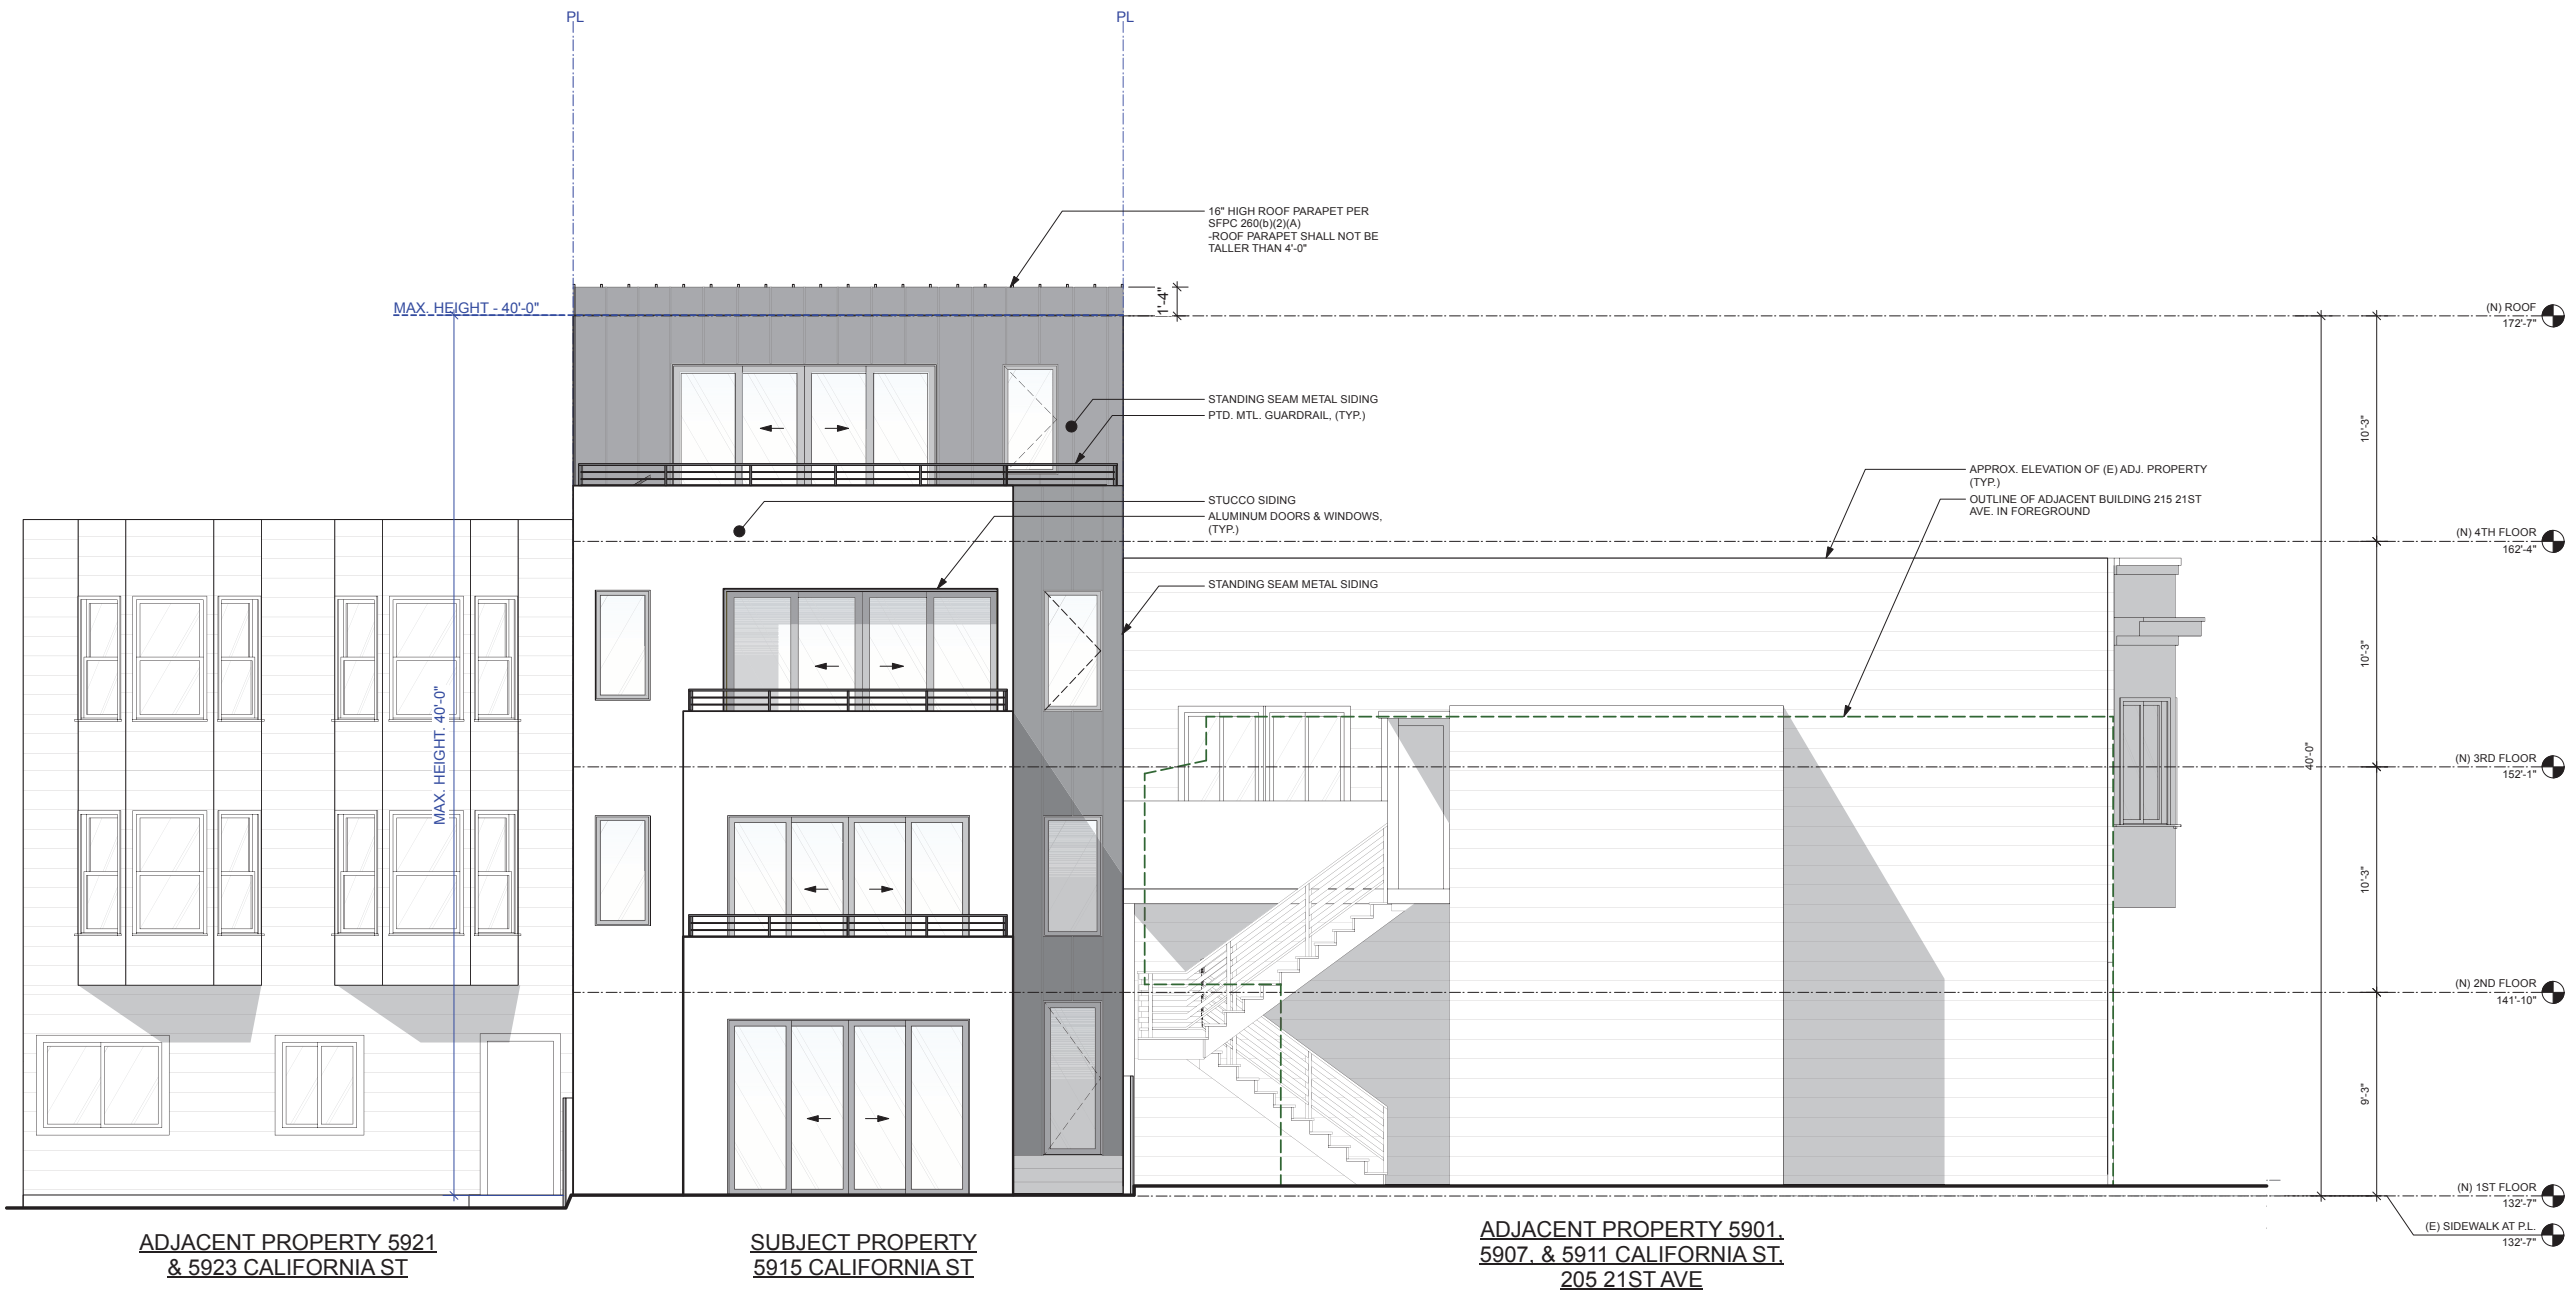 PL
PL
16" HIGH ROOF PARAPET PER
SFPC 260(b)(2)(A)
-ROOF PARAPET SHALL NOT BE
TALLER THAN 4'-0"
1'-4"
MAX. HEIGHT - 40'-0"
(N) ROOF
172'-7"
STANDING SEAM METAL SIDING
PTD. MTL. GUARDRAIL, (TYP.)
10'-3"
APPROX. ELEVATION OF (E) ADJ. PROPERTY
(TYP.)
OUTLINE OF ADJACENT BUILDING 215 21ST
AVE. IN FOREGROUND
STUCCO SIDING
ALUMINUM DOORS & WINDOWS,
(TYP.)
(N) 4TH FLOOR
162'-4"
STANDING SEAM METAL SIDING
10'-3"
MAX. HEIGHT. 40'-0"
40'-0"
(N) 3RD FLOOR
152'-1"
10'-3"
(N) 2ND FLOOR
141'-10"
9'-3"
(N) 1ST FLOOR
132'-7"
(E) SIDEWALK AT P.L.
132'-7"
ADJACENT PROPERTY 5921
& 5923 CALIFORNIA ST
SUBJECT PROPERTY
5915 CALIFORNIA ST
ADJACENT PROPERTY 5901,
5907, & 5911 CALIFORNIA ST,
205 21ST AVE